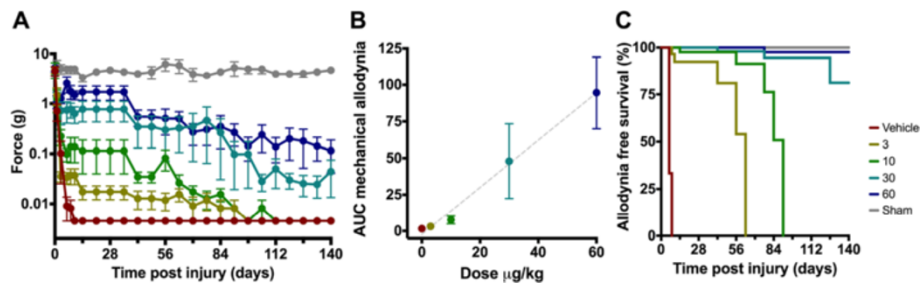 A
Force (g)
10
1
0.1
0.01
0 28 56 84 112 140
Time post injury (days)
B
AUC mechanical allodynia
125
100
75
50
25
0
0 20 40 60
Dose μg/kg
C
Allodynia free survival (%)
100
50
0
0 28 56 84 112 140
Time post injury (days)
Vehicle
3
10
30
60
Sham